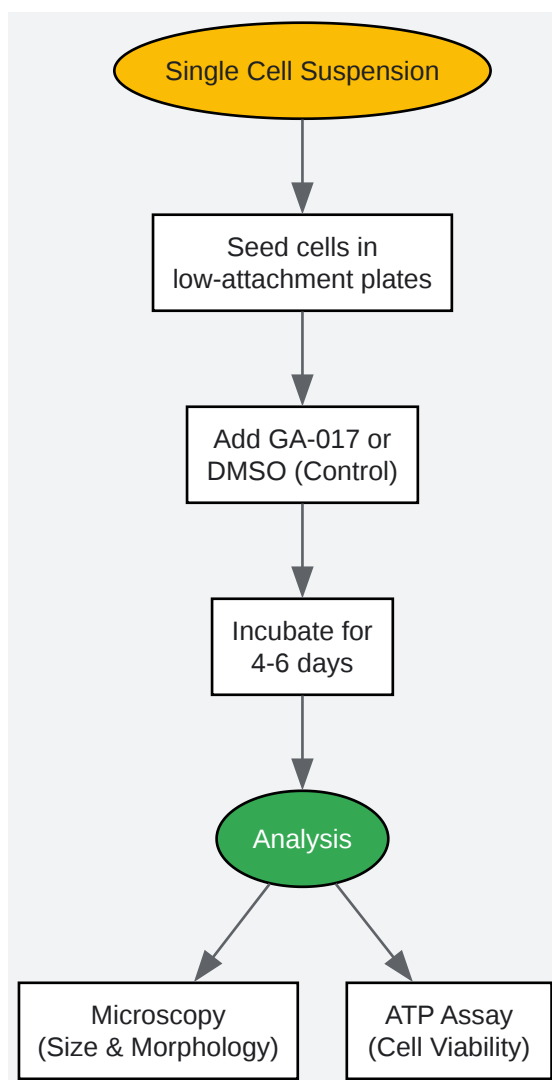 Single Cell Suspension
Seed cells in
low-attachment plates
Add GA-017 or
DMSO (Control)
Incubate for
4-6 days
Analysis
Microscopy
(Size & Morphology)
ATP Assay
(Cell Viability)